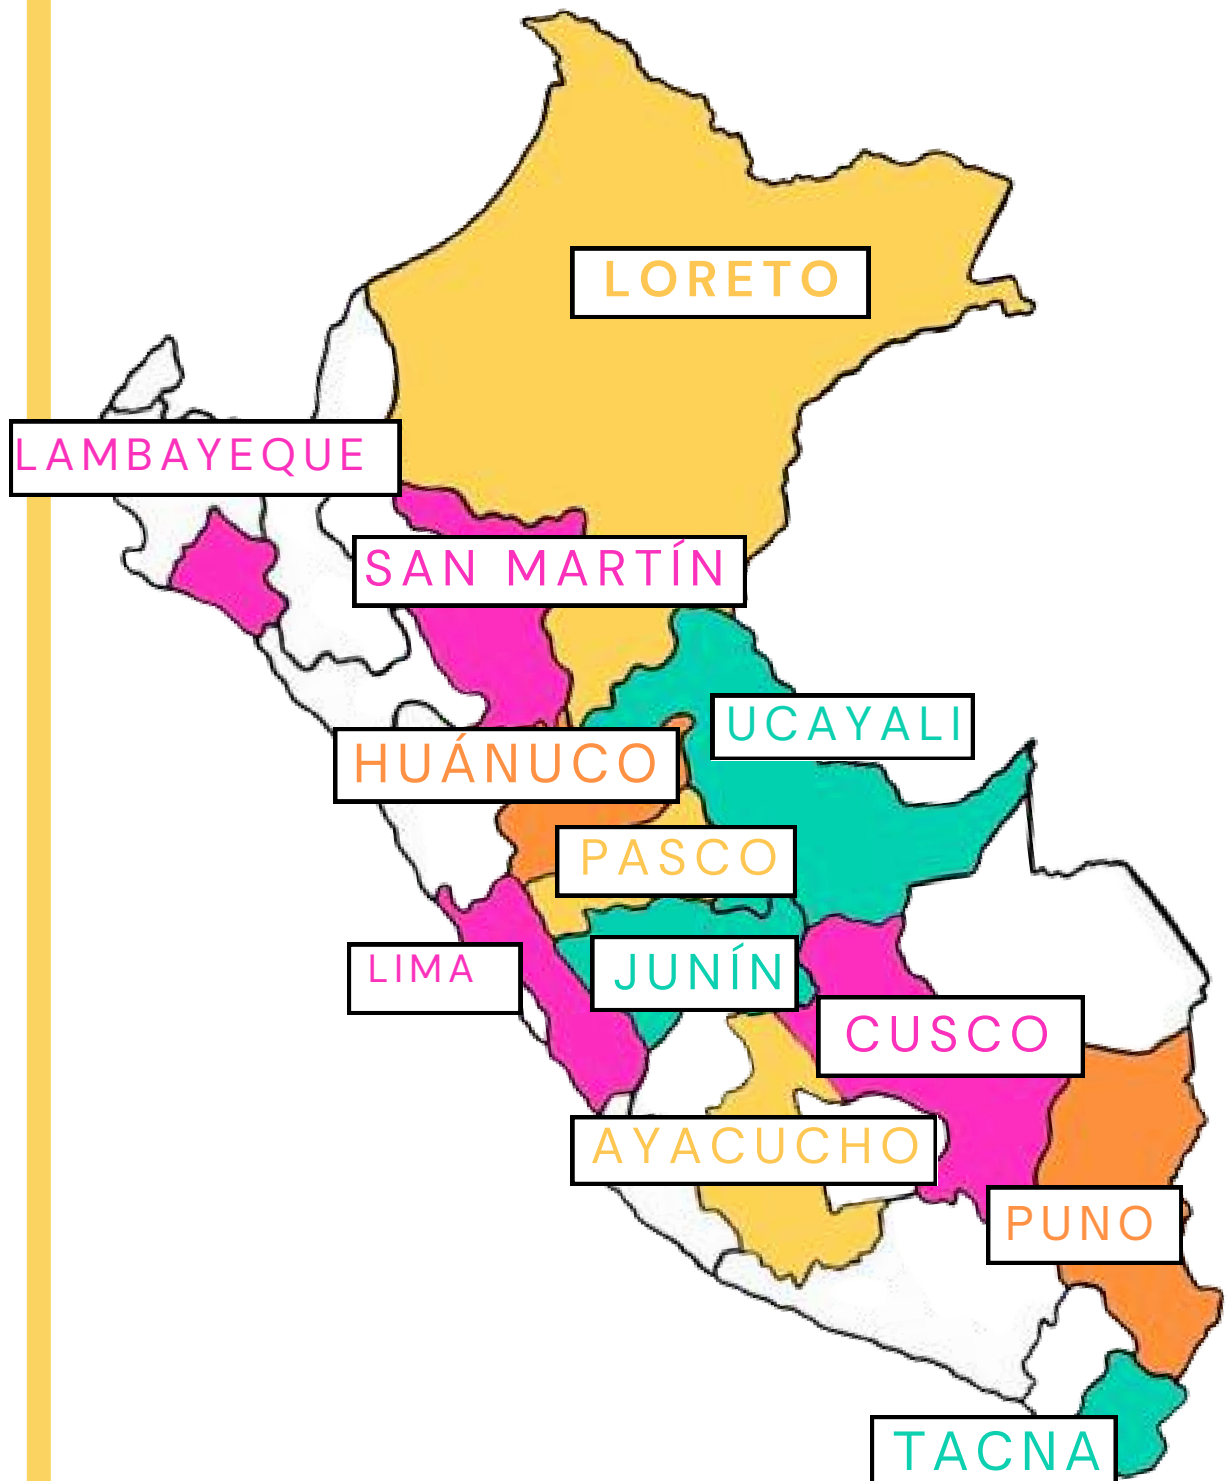 LORETO
LAMBAYEQUE
SAN MARTÍN
UCAYALI
HUÁNUCO
PASCO
LIMA
JUNÍN
CUSCO
AYACUCHO
PUNO
TACNA